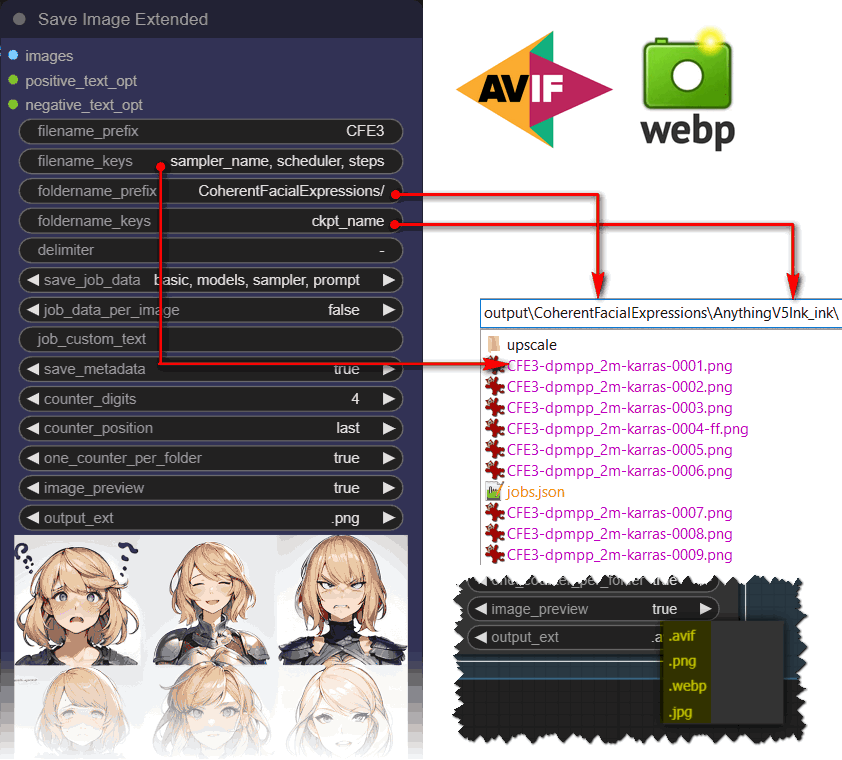 Save Image Extended
images
positive_text_opt
negative_text_opt
filename_prefix CFE3
filename_keys sampler_name, scheduler, steps
foldername_prefix CoherentFacialExpressions/
foldername_keys ckpt_name
delimiter -
save_job_data basic, models, sampler, prompt
job_data_per_image false
job_custom_text
save_metadata true
counter_digits 4
counter_position last
one_counter_per_folder true
image_preview true
output_ext .png
AVIF
webp
output\CoherentFacialExpressions\AnythingV5Ink_ink\
upscale
CFE3-dpmpp_2m-karras-0001.png
CFE3-dpmpp_2m-karras-0002.png
CFE3-dpmpp_2m-karras-0003.png
CFE3-dpmpp_2m-karras-0004-ff.png
CFE3-dpmpp_2m-karras-0005.png
CFE3-dpmpp_2m-karras-0006.png
jobs.json
CFE3-dpmpp_2m-karras-0007.png
CFE3-dpmpp_2m-karras-0008.png
CFE3-dpmpp_2m-karras-0009.png
one_counter_per_folder true
image_preview true
output_ext .a
.avif
.png
.webp
.jpg